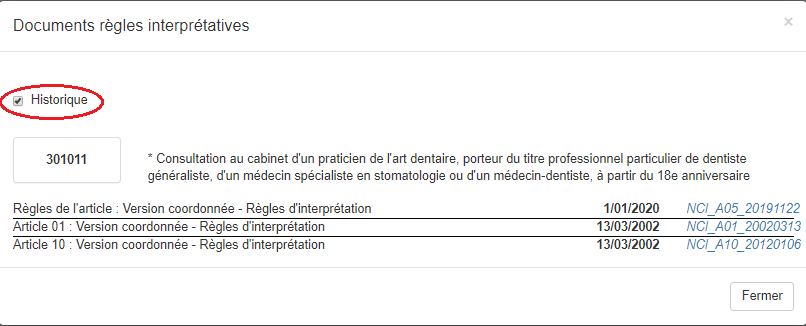 Documents règles interprétatives ×
Historique
301011
* Consultation au cabinet d'un praticien de l'art dentaire, porteur du titre professionnel particulier de dentiste
généraliste, d'un médecin spécialiste en stomatologie ou d'un médecin-dentiste, à partir du 18e anniversaire
Règles de l'article : Version coordonnée - Règles d'interprétation 1/01/2020 NCI_A05_20191122
Article 01 : Version coordonnée - Règles d'interprétation 13/03/2002 NCI_A01_20020313
Article 10 : Version coordonnée - Règles d'interprétation 13/03/2002 NCI_A10_20120106
Fermer